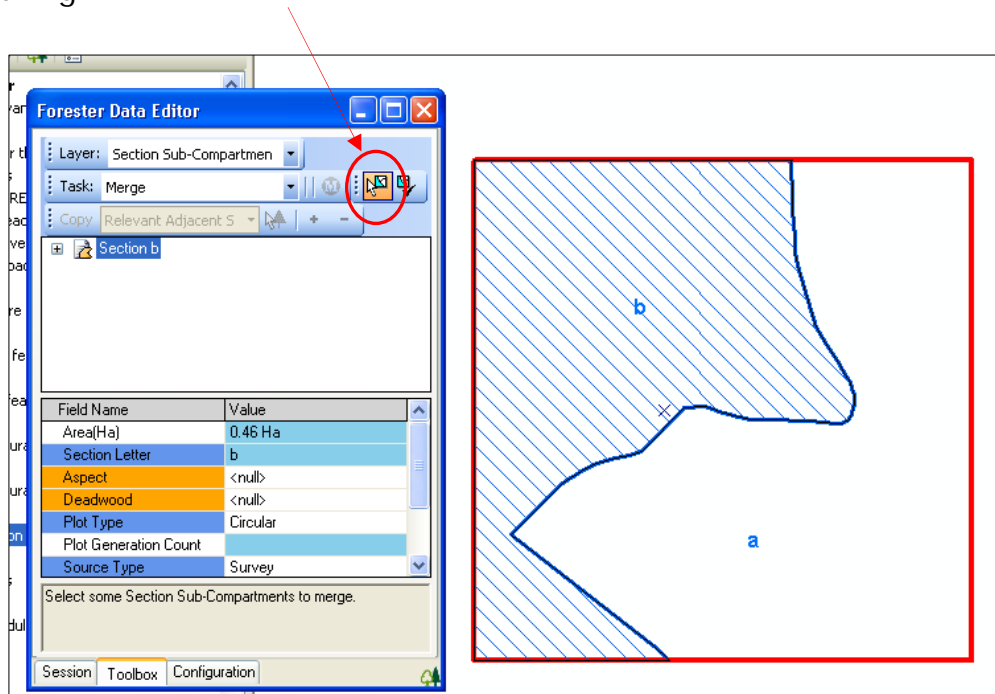 Forester Data Editor
Layer: Section Sub-Compartmen
Task: Merge
Copy Relevant Adjacent S
Section b
Field Name Value
Area(Ha) 0.46 Ha
Section Letter b
Aspect <null>
Deadwood <null>
Plot Type Circular
Plot Generation Count
Source Type Survey
Select some Section Sub-Compartments to merge.
Session Toolbox Configuration
b
a